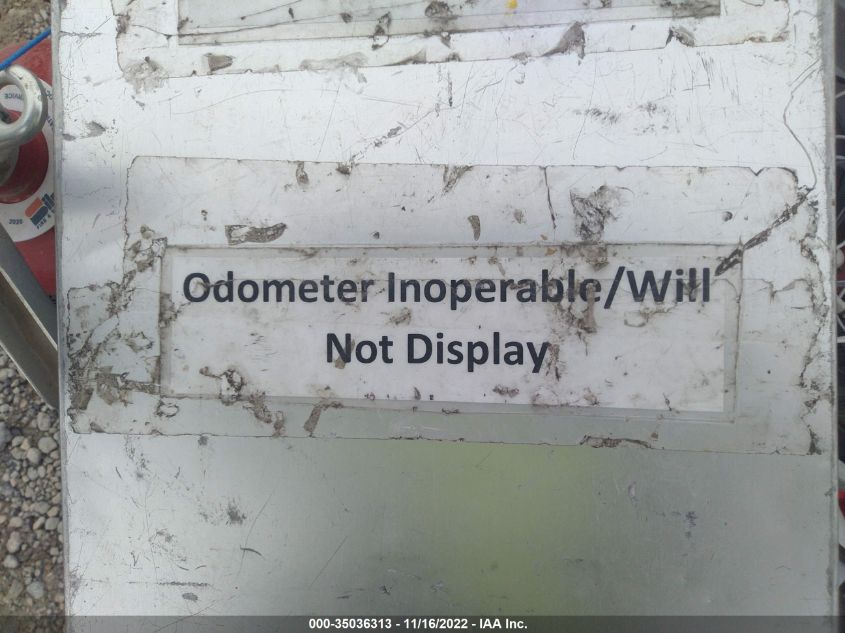 Odometer Inoperable/Will
Not Display
000-35036313 - 11/16/2022 - IAA Inc.